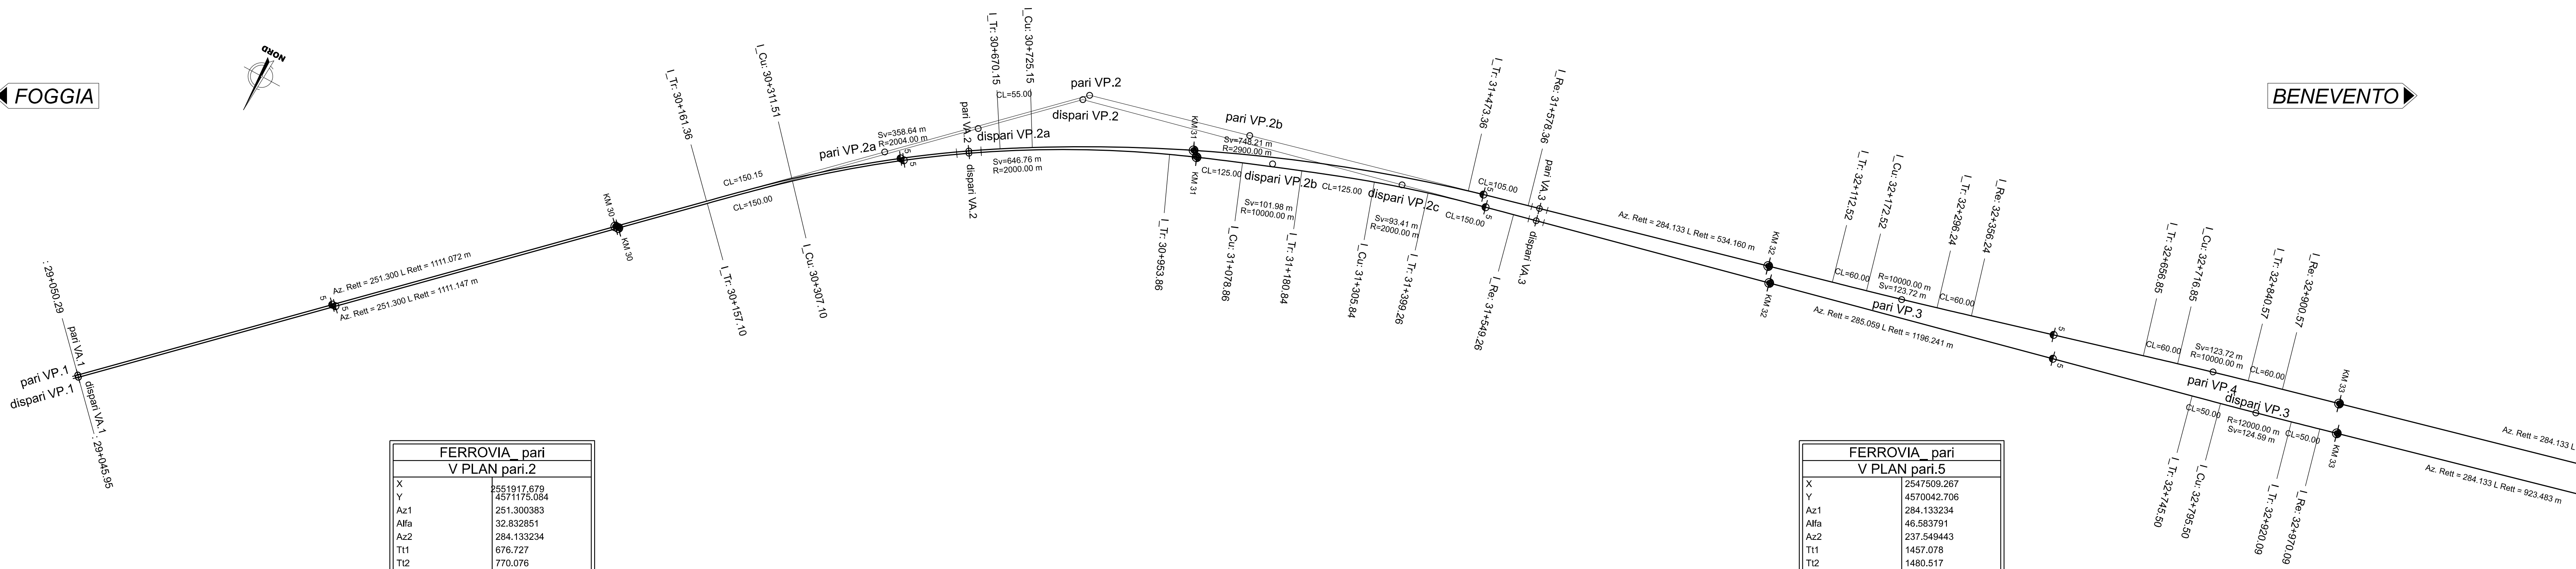 FOGGIA
NORD
BENEVENTO
: 29+050.29
pari VA.1
pari VP.1
dispari VP.1
dispari VA.1
: 29+045.95
5
5
Az. Rett = 251.300 L Rett = 1111.072 m
Az. Rett = 251.300 L Rett = 1111.147 m
KM 30
KM 30
I_Tr: 30+161.36
I_Tr: 30+157.10
CL=150.15
CL=150.00
I_Cu: 30+311.51
I_Cu: 30+307.10
pari VP.2a
Sv=358.64 m
R=2004.00 m
5
5
pari VA.2
dispari VA.2
dispari VP.2a
I_Tr: 30+670.15
CL=55.00
I_Cu: 30+725.15
Sv=646.76 m
R=2000.00 m
pari VP.2
dispari VP.2
I_Tr: 30+953.86
KM 31
KM 31
CL=125.00
I_Cu: 31+078.86
pari VP.2b
Sv=748.21 m
R=2900.00 m
dispari VP.2b
Sv=101.98 m
R=10000.00 m
I_Tr: 31+180.84
CL=125.00
I_Cu: 31+305.84
dispari VP.2c
Sv=93.41 m
R=2000.00 m
I_Tr: 31+399.26
CL=150.00
I_Tr: 31+473.36
5
5
CL=105.00
I_Re: 31+549.26
I_Re: 31+578.36
pari VA.3
dispari VA.3
Az. Rett = 284.133 L Rett = 534.160 m
KM 32
KM 32
Az. Rett = 285.059 L Rett = 1196.241 m
I_Tr: 32+112.52
CL=60.00
I_Cu: 32+172.52
R=10000.00 m
Sv=123.72 m
pari VP.3
I_Tr: 32+296.24
CL=60.00
I_Re: 32+356.24
5
5
I_Tr: 32+656.85
CL=60.00
I_Cu: 32+716.85
Sv=123.72 m
R=10000.00 m
pari VP.4
I_Tr: 32+840.57
CL=60.00
I_Re: 32+900.57
I_Tr: 32+745.50
CL=50.00
I_Cu: 32+795.50
dispari VP.3
R=12000.00 m
Sv=124.59 m
I_Tr: 32+920.09
CL=50.00
I_Re: 32+970.09
KM 33
KM 33
Az. Rett = 284.133 L
Az. Rett = 284.133 L Rett = 923.483 m
FERROVIA_ pari
V PLAN pari.2
X 2551917.679
Y 4571175.084
Az1 251.300383
Alfa 32.832851
Az2 284.133234
Tt1 676.727
Tt2 770.076
FERROVIA_ pari
V PLAN pari.5
X 2547509.267
Y 4570042.706
Az1 284.133234
Alfa 46.583791
Az2 237.549443
Tt1 1457.078
Tt2 1480.517